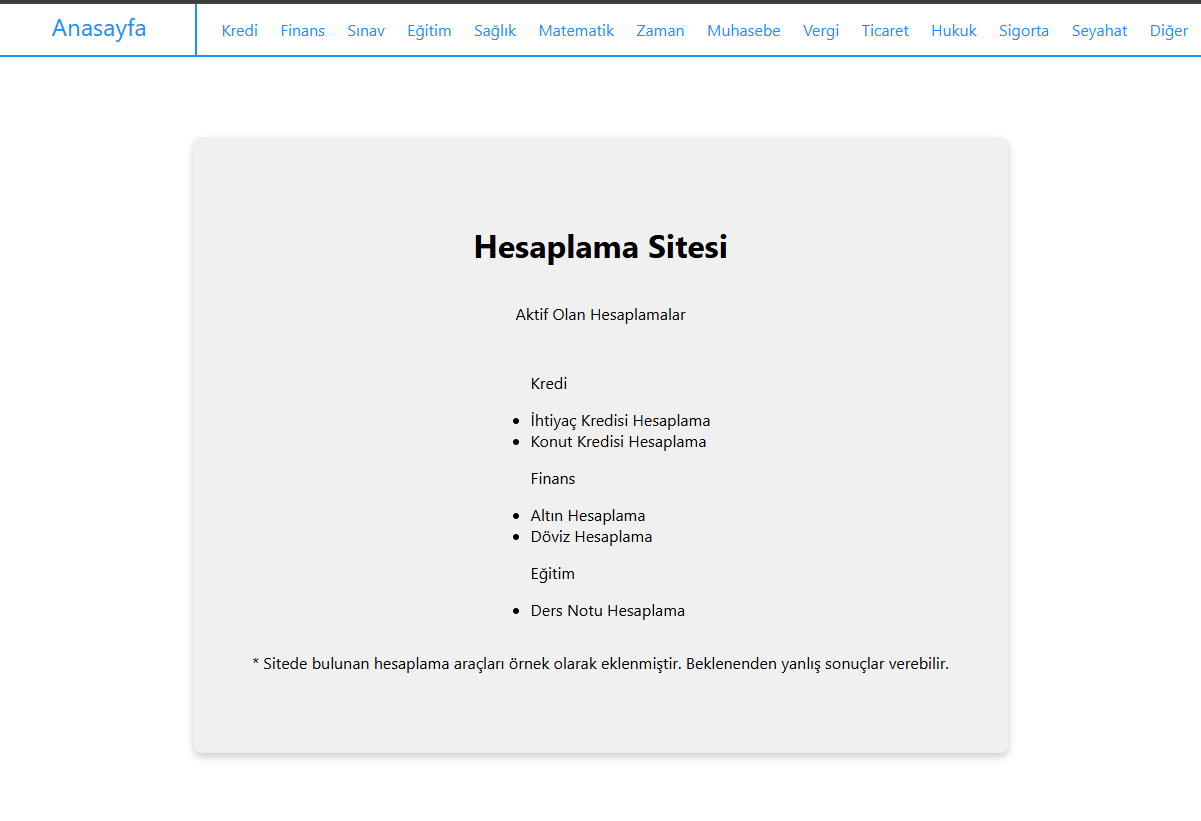 Anasayfa Kredi Finans Sınav Eğitim Sağlık Matematik Zaman Muhasebe Vergi Ticaret Hukuk Sigorta Seyahat Diğer
Hesaplama Sitesi
Aktif Olan Hesaplamalar
Kredi
• İhtiyaç Kredisi Hesaplama
• Konut Kredisi Hesaplama
Finans
• Altın Hesaplama
• Döviz Hesaplama
Eğitim
• Ders Notu Hesaplama
* Sitede bulunan hesaplama araçları örnek olarak eklenmiştir. Beklenenden yanlış sonuçlar verebilir.